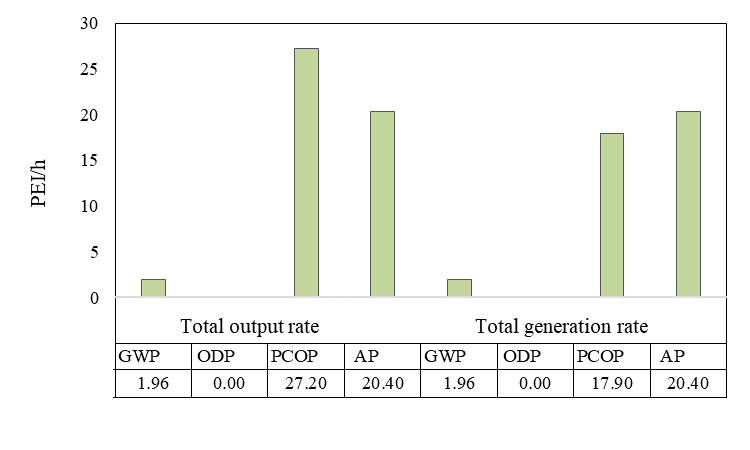 30
25
20
15
10
5
0
PEI/h
Total output rate Total generation rate
GWP ODP PCOP AP GWP ODP PCOP AP
1.96 0.00 27.20 20.40 1.96 0.00 17.90 20.40